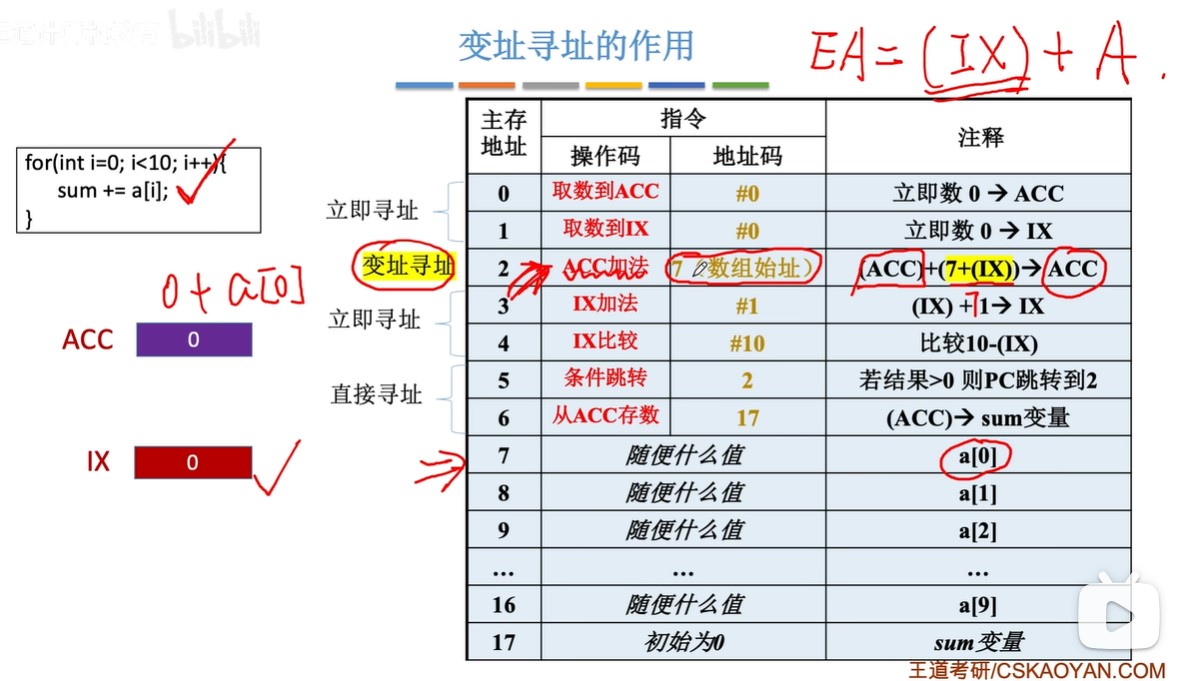 bilibili
变址寻址的作用
EA=(IX)+A.
for(int i=0; i<10; i++){
sum += a[i];
}
主存地址 指令 注释
操作码 地址码
立即寻址
0 取数到ACC #0 立即数 0 → ACC
1 取数到IX #0 立即数 0 → IX
变址寻址
2 ACC加法 7 数组始址） (ACC)+(7+(IX))→ACC
立即寻址
3 IX加法 #1 (IX) + 1→ IX
7
4 IX比较 #10 比较10-(IX)
直接寻址
5 条件跳转 2 若结果>0 则PC跳转到2
6 从ACC存数 17 (ACC)→ sum变量
7 随便什么值 a[0]
8 随便什么值 a[1]
9 随便什么值 a[2]
... ... ...
16 随便什么值 a[9]
17 初始为0 sum变量
0+a[0]
ACC 0
IX 0
王道考研/CSKAOYAN.COM